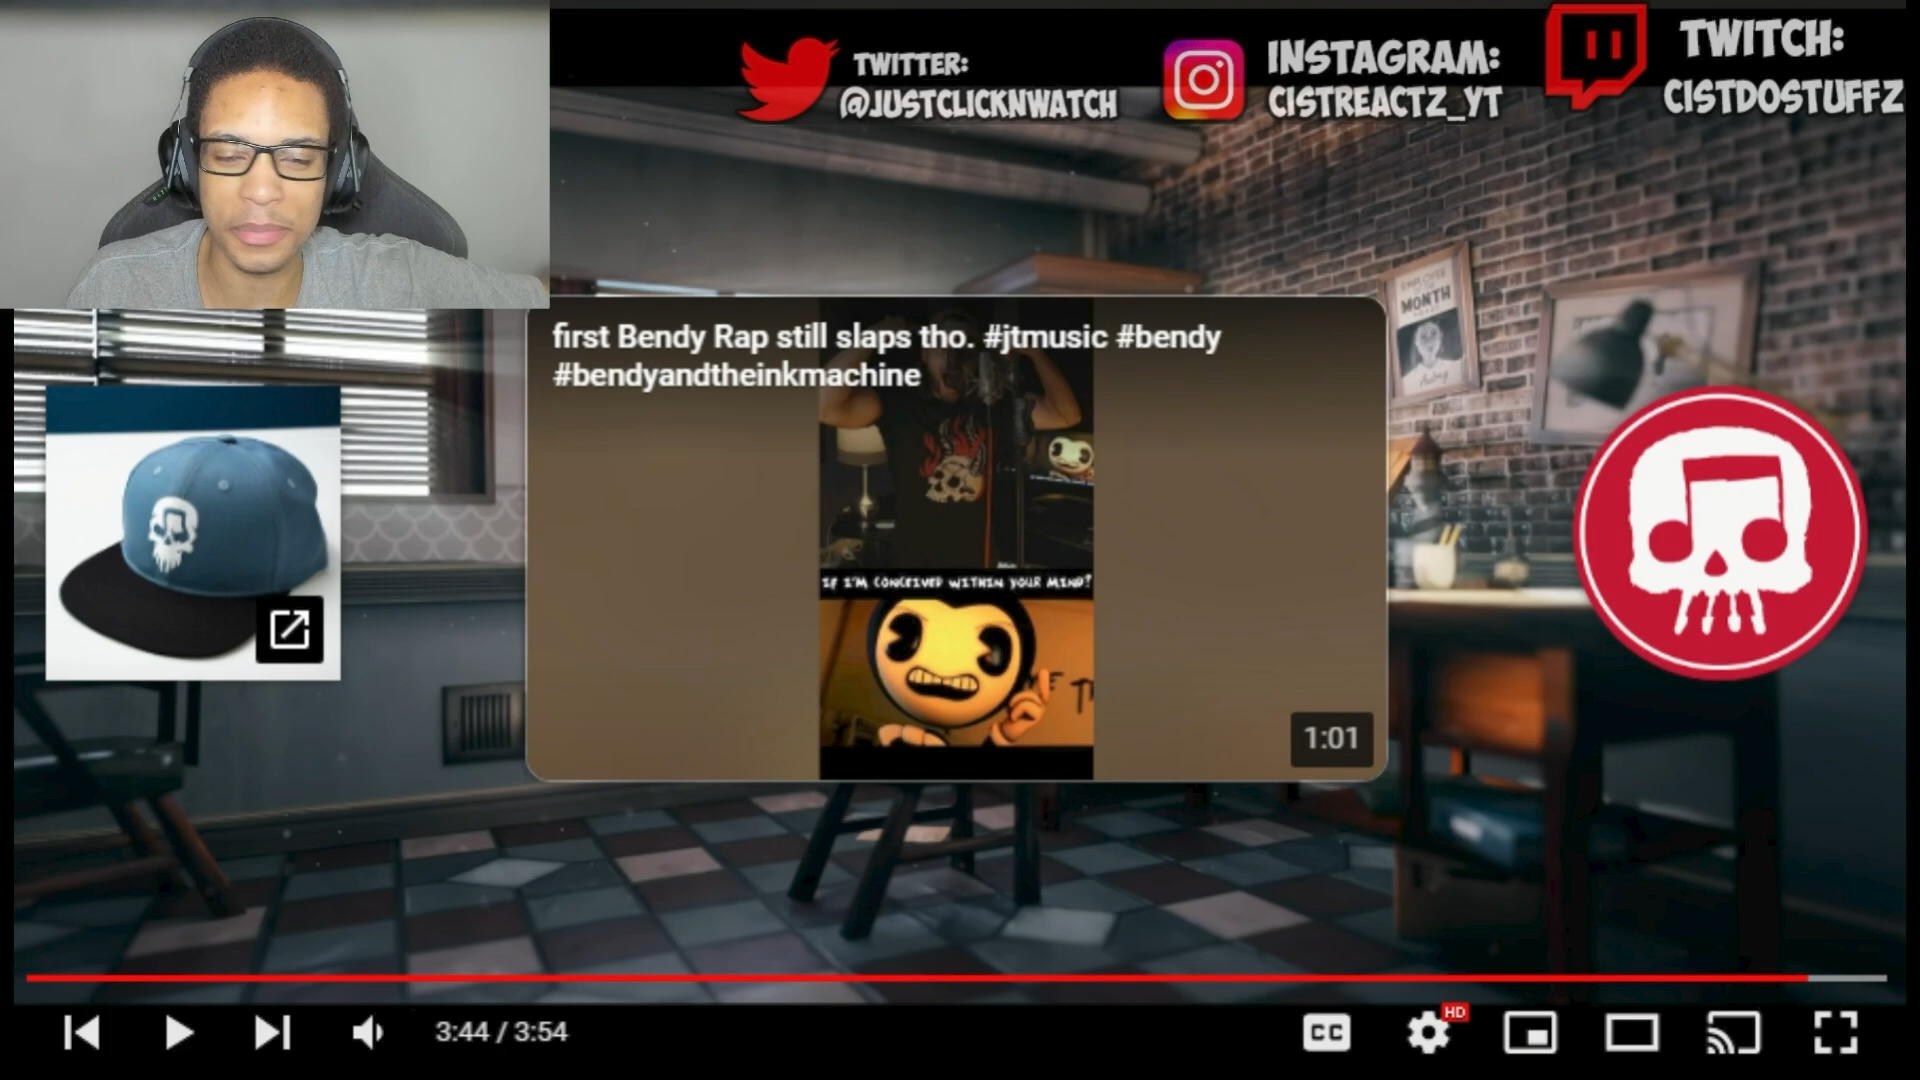 TWITTER:
@JUSTCLICKNWATCH
INSTAGRAM:
CISTREACTZ_YT
TWITCH:
CISTDOSTUFFZ
first Bendy Rap still slaps tho. #jtmusic #bendy
#bendyandtheinkmachine
MONTH
IF I'M CONCEIVED WITHIN YOUR MIND?
1:01
3:44 / 3:54
CC
HD